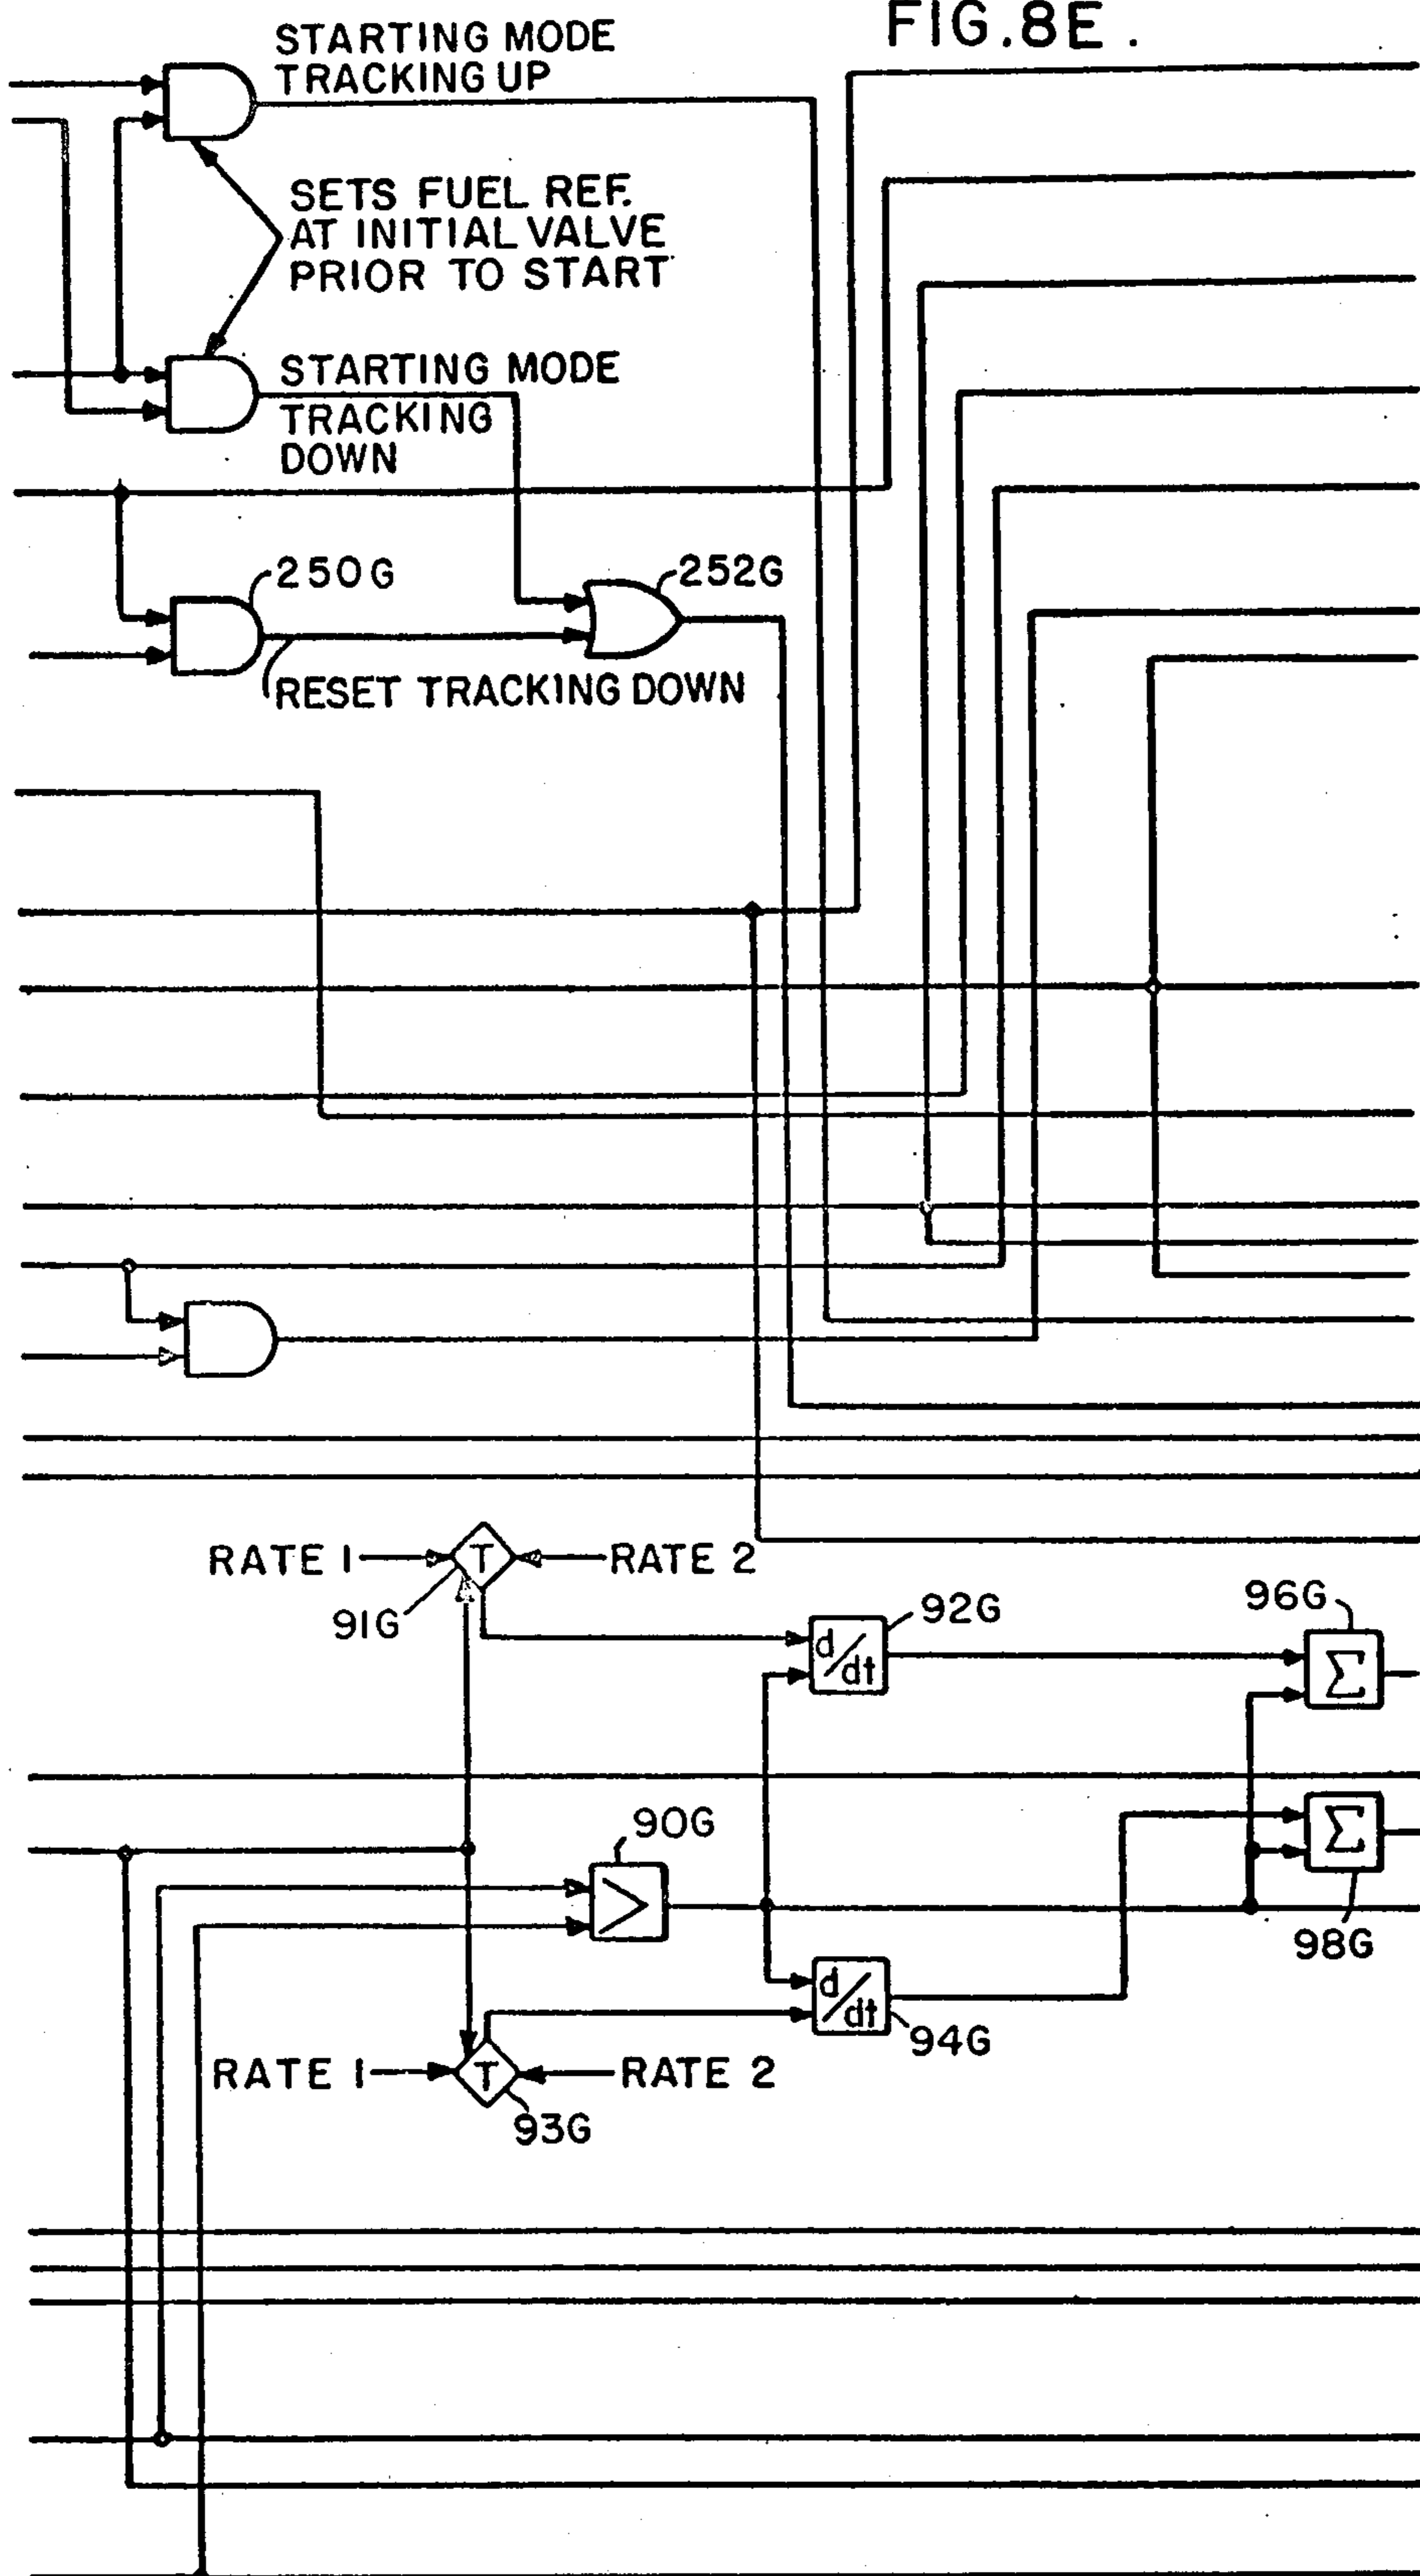 FIG.8E.
STARTING MODE
TRACKING UP
SETS FUEL REF.
AT INITIAL VALVE
PRIOR TO START
STARTING MODE
TRACKING
DOWN
250G
252G
RESET TRACKING DOWN
RATE 1
T
RATE 2
91G
92G
d/dt
96G
Σ
90G
>
Σ
98G
d/dt
94G
RATE 1
T
RATE 2
93G